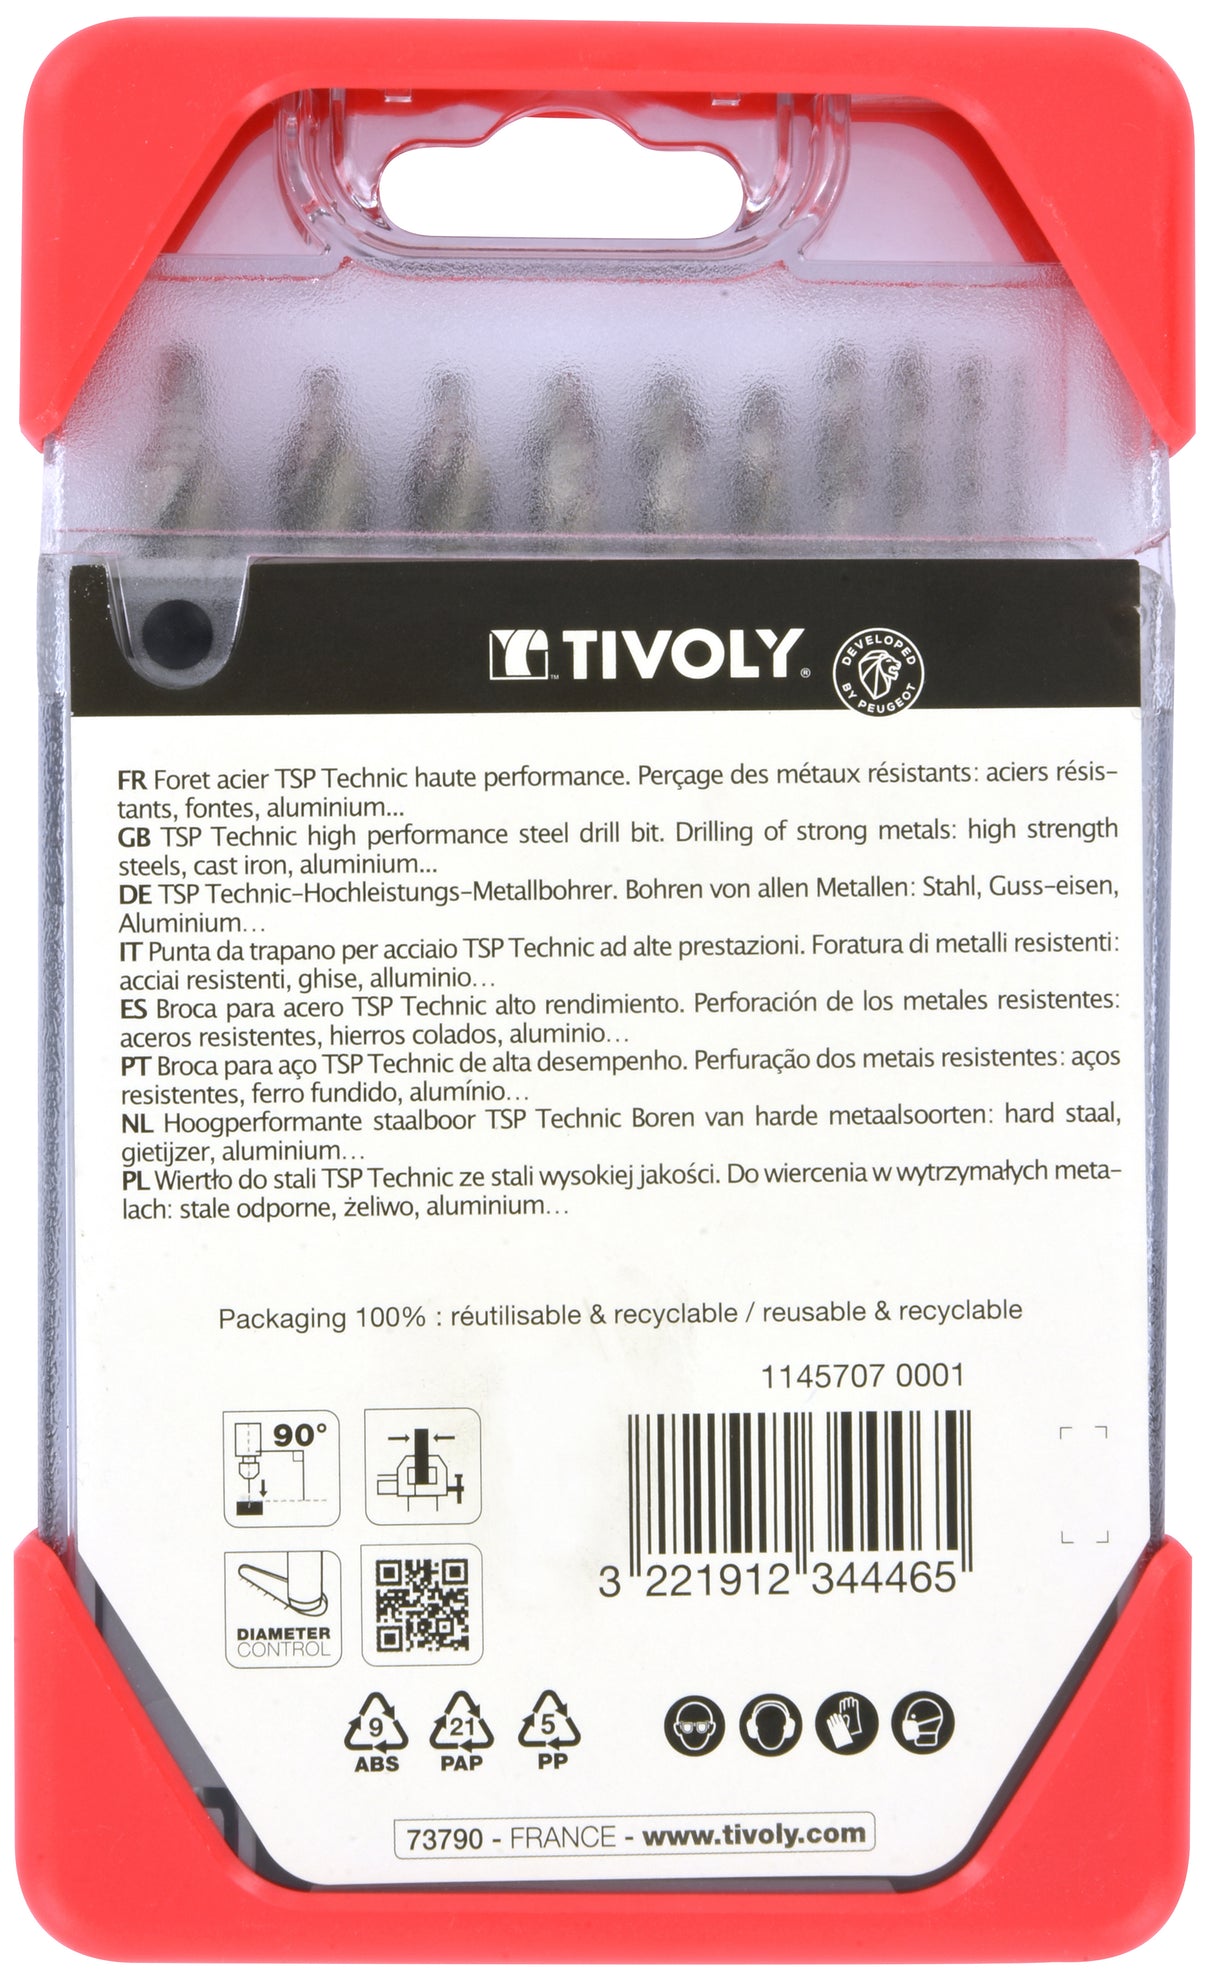 TIVOLY
™
®
DEVELOPED
BY PEUGEOT
FR Foret acier TSP Technic haute performance. Perçage des métaux résistants: aciers résis-
tants, fontes, aluminium...
GB TSP Technic high performance steel drill bit. Drilling of strong metals: high strength
steels, cast iron, aluminium...
DE TSP Technic-Hochleistungs-Metallbohrer. Bohren von allen Metallen: Stahl, Guss-eisen,
Aluminium...
IT Punta da trapano per acciaio TSP Technic ad alte prestazioni. Foratura di metalli resistenti:
acciai resistenti, ghise, alluminio...
ES Broca para acero TSP Technic alto rendimiento. Perforación de los metales resistentes:
aceros resistentes, hierros colados, aluminio...
PT Broca para aço TSP Technic de alta desempenho. Perfuração dos metais resistentes: aços
resistentes, ferro fundido, alumínio...
NL Hoogperformante staalboor TSP Technic Boren van harde metaalsoorten: hard staal,
gietijzer, aluminium...
PL Wiertło do stali TSP Technic ze stali wysokiej jakości. Do wiercenia w wytrzymałych meta-
lach: stale odporne, żeliwo, aluminium...
Packaging 100% : réutilisable & recyclable / reusable & recyclable
1145707 0001
90°
3 221912 344465
DIAMETER
CONTROL
9 21 5
ABS PAP PP
73790 - FRANCE - www.tivoly.com